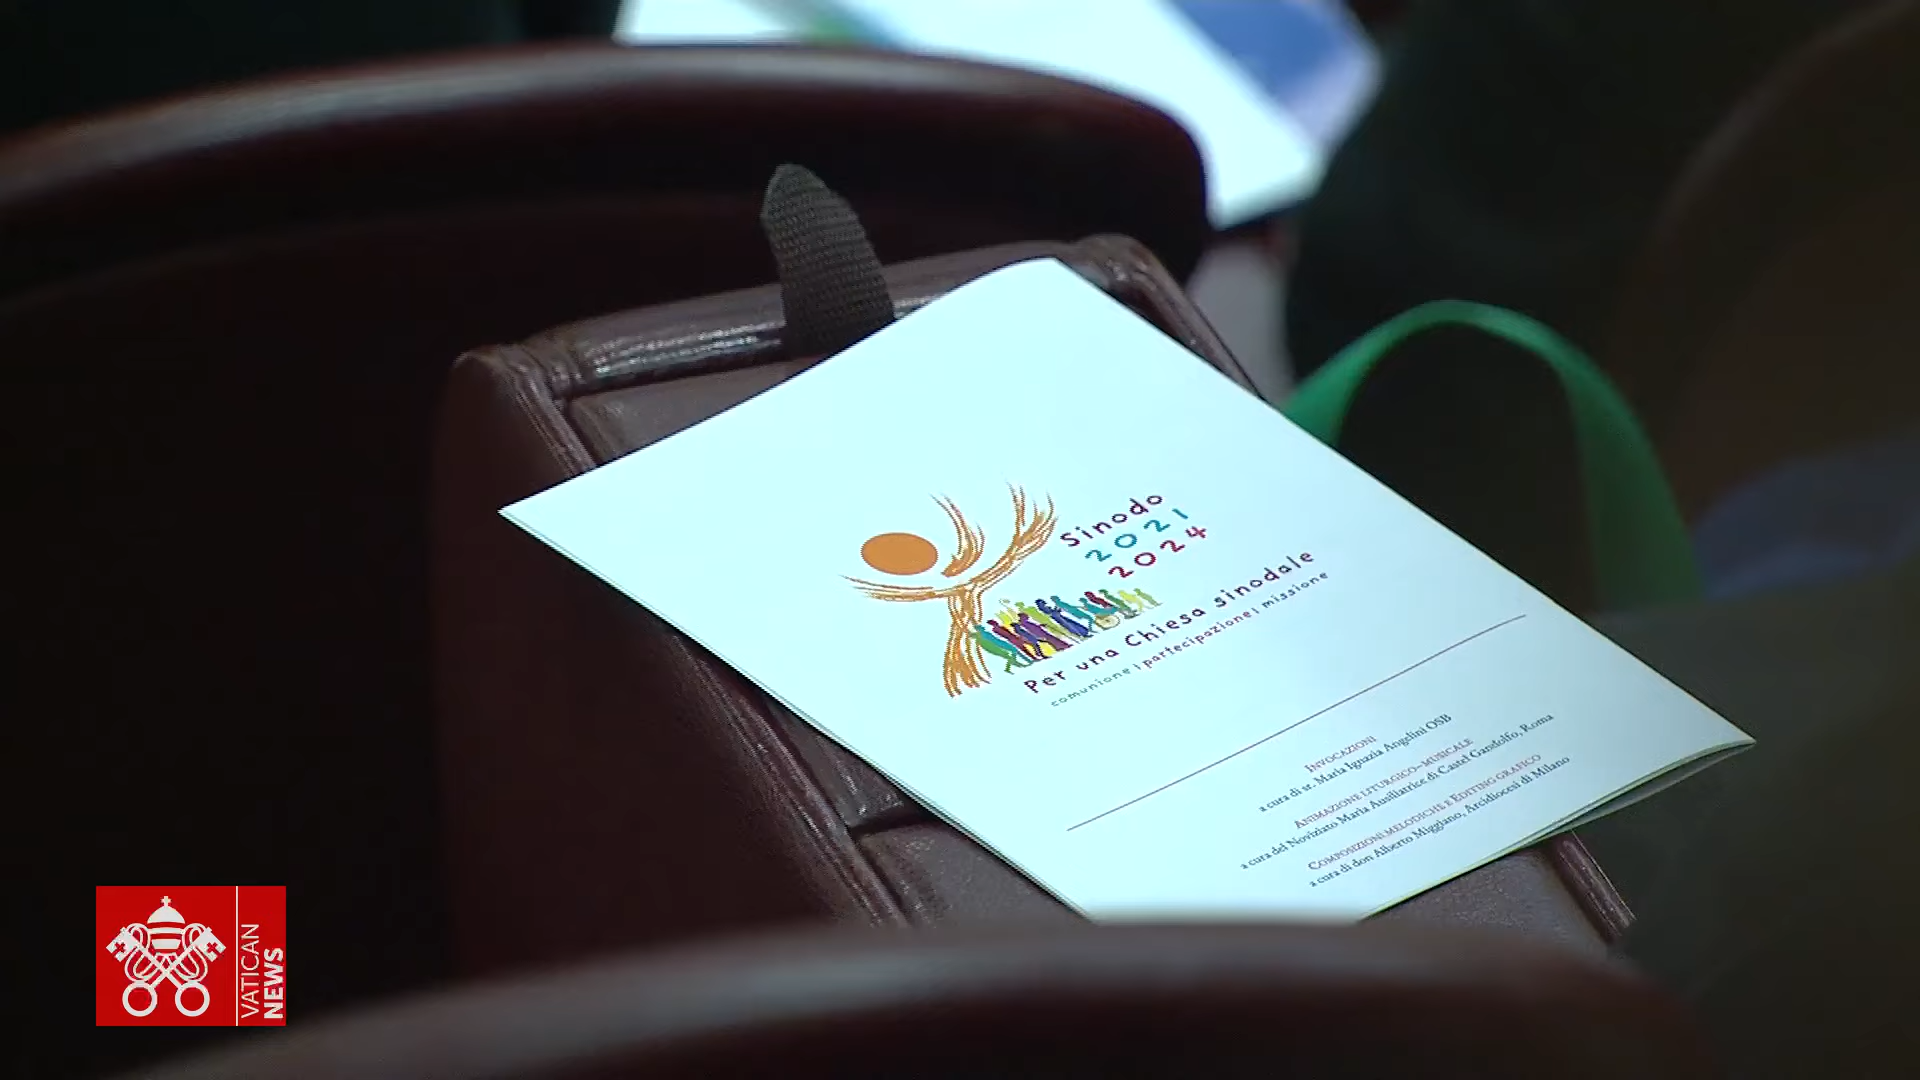 Sinodo
2021
2024
Per una Chiesa sinodale
comunione | partecipazione | missione
INVOCAZIONI
a cura di sr. Maria Ignazia Angelini OSB
ANIMAZIONE LITURGICO–MUSICALE
a cura del Noviziato Maria Ausiliatrice di Castel Gandolfo, Roma
COMPOSIZIONI MELODICHE E EDITING GRAFICO
a cura di don Alberto Miggiano, Arcidiocesi di Milano
VATICAN
NEWS